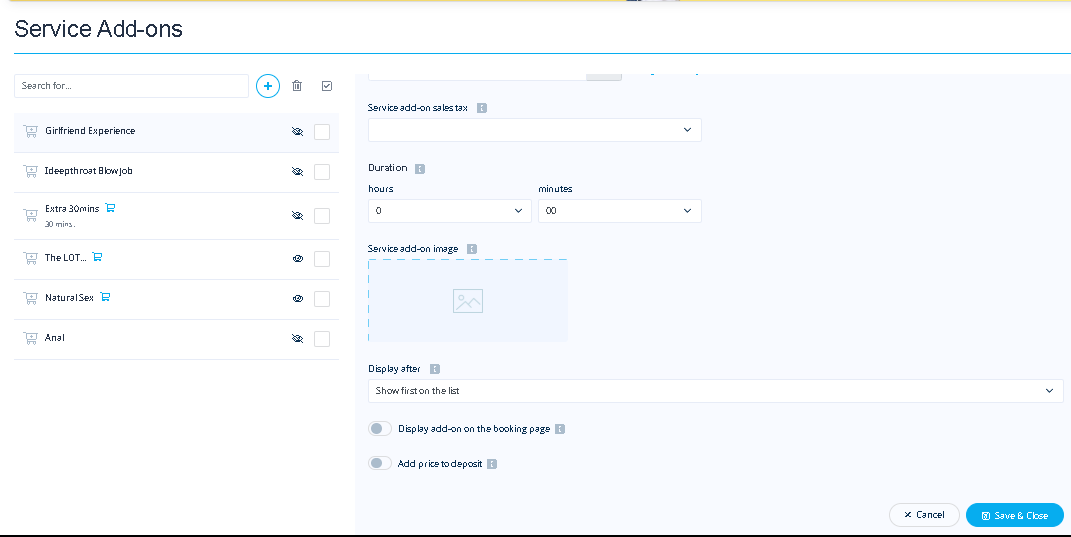 Service Add-ons
Search for...
Girlfriend Experience
Ideepthroat Blowjob
Extra 30mins
30 mins.
The LOT...
Natural Sex
Anal
Service add-on sales tax
Duration
hours
minutes
0
00
Service add-on image
Display after
Show first on the list
Display add-on on the booking page
Add price to deposit
Cancel
Save & Close